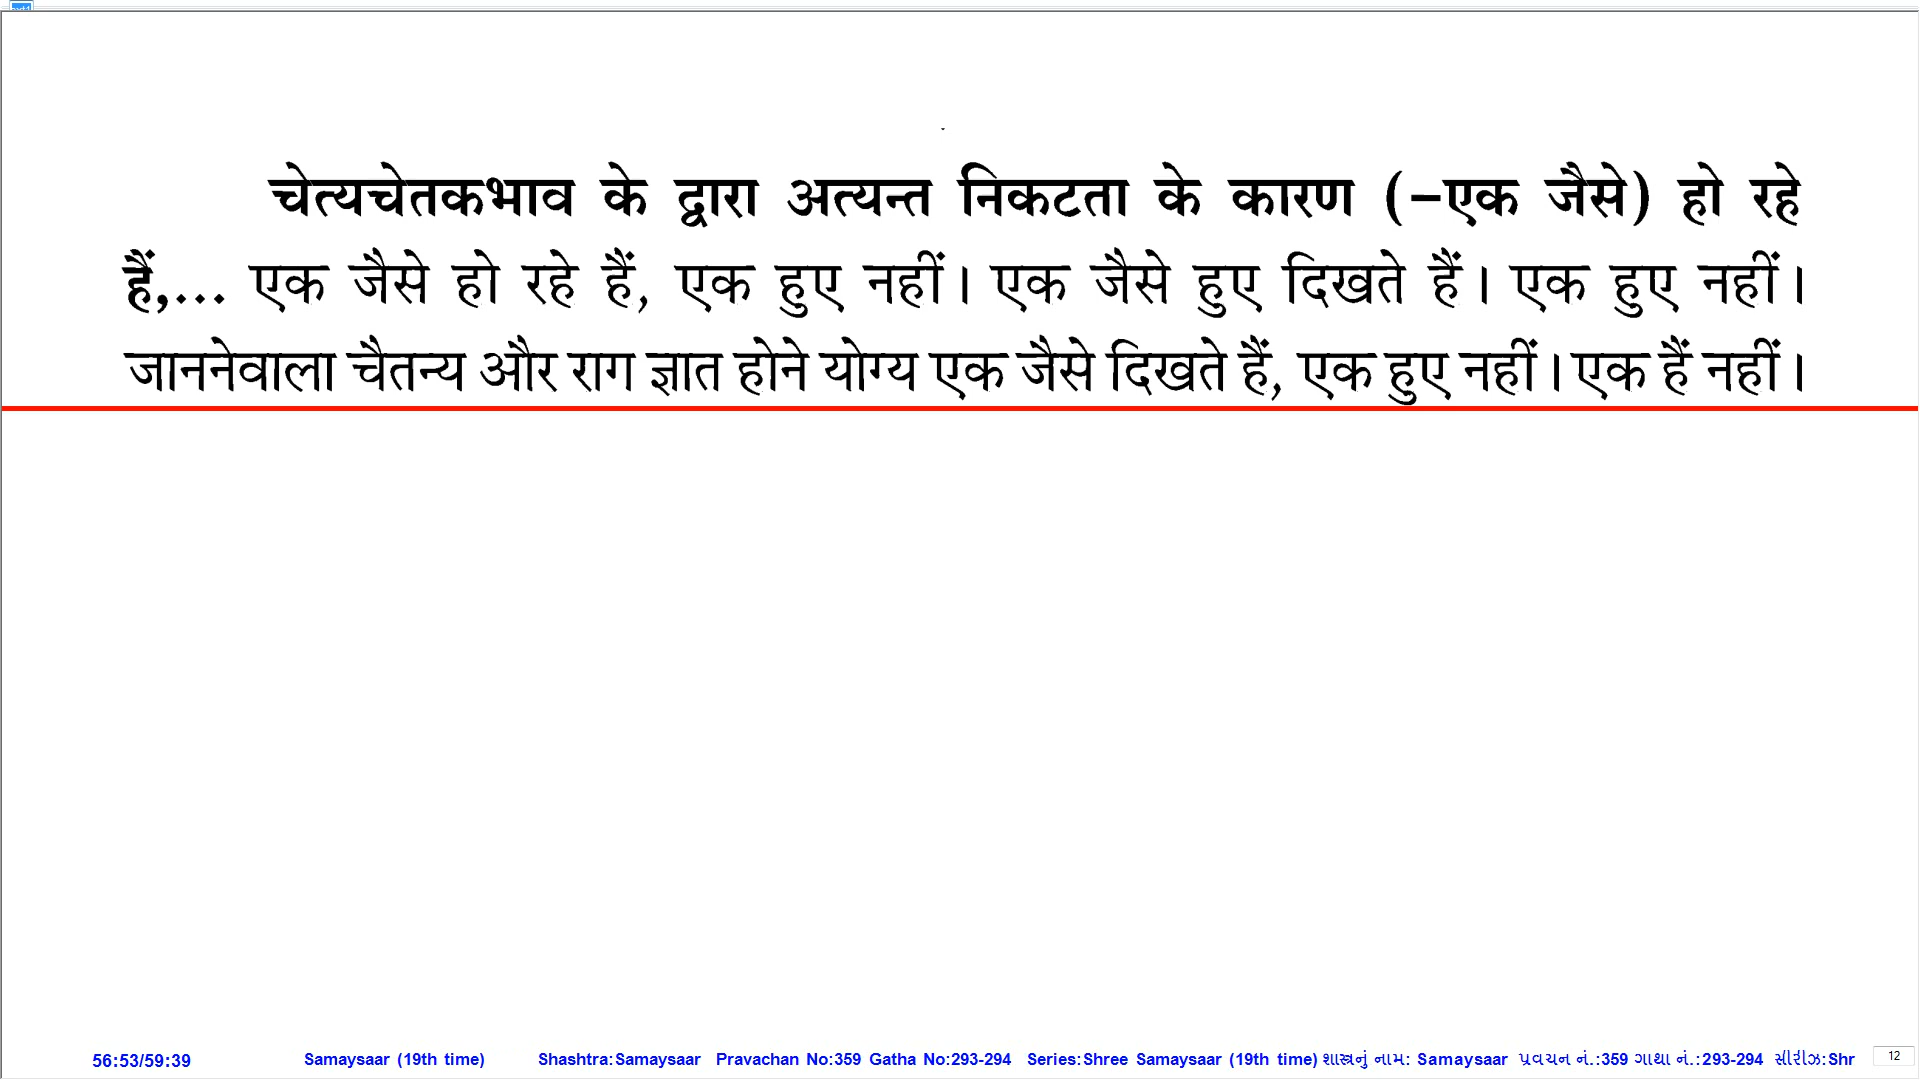 चेत्यचेतकभाव के द्वारा अत्यन्त निकटता के कारण (-एक जैसे) हो रहे
हैं,... एक जैसे हो रहे हैं, एक हुए नहीं। एक जैसे हुए दिखते हैं। एक हुए नहीं।
जाननेवाला चैतन्य और राग ज्ञात होने योग्य एक जैसे दिखते हैं, एक हुए नहीं। एक हैं नहीं।
56:53/59:39 Samaysaar (19th time) Shashtra:Samaysaar Pravachan No:359 Gatha No:293-294 Series:Shree Samaysaar (19th time) શાસ્ત્રનું નામ: Samaysaar પ્રવચન નં.:359 ગાથા નં.:293-294 સીરીઝ:Shr 12